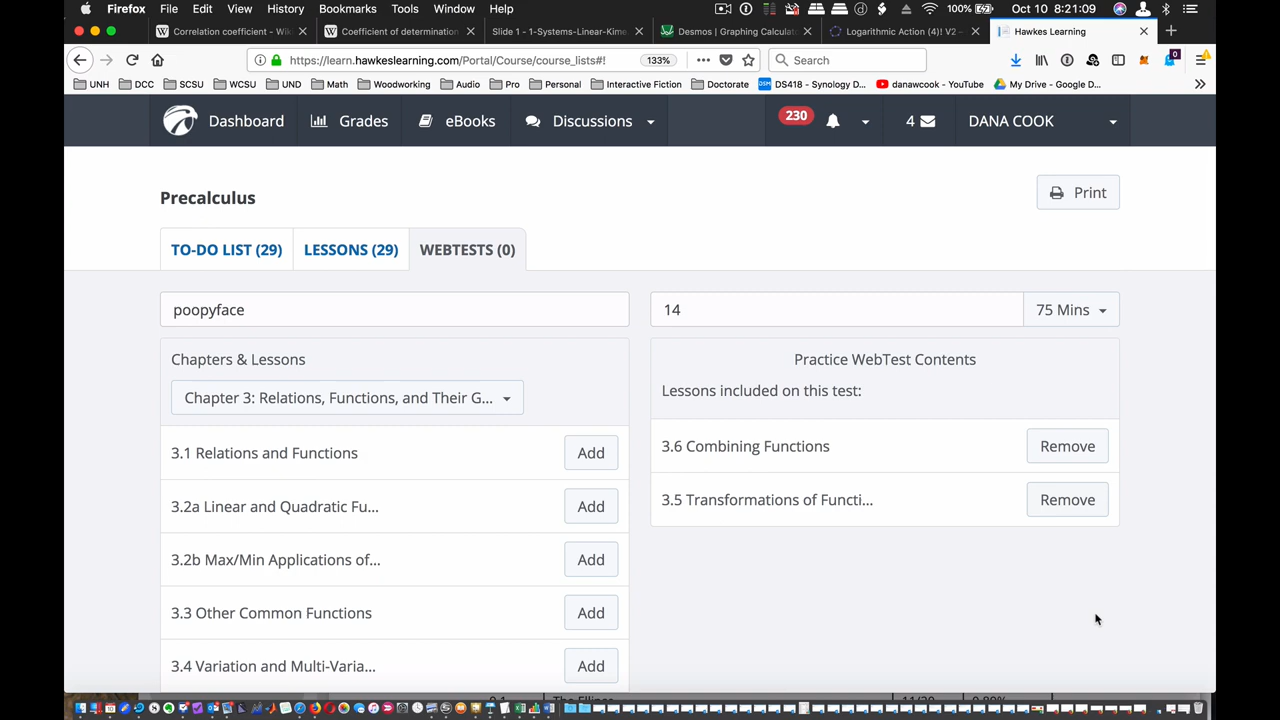 Firefox File Edit View History Bookmarks Tools Window Help 100% Oct 10 8:21:09
Correlation coefficient - Wiki
Coefficient of determination
Slide 1 - 1-Systems-Linear-Kime
Desmos | Graphing Calcula
Logarithmic Action (4)! V2 –
Hawkes Learning
https://learn.hawkeslearning.com/Portal/Course/course_lists#! 133% Search
UNH DCC SCSU WCSU UND Math Woodworking Audio Pro Personal Interactive Fiction Doctorate DS418 - Synology D... danawcook - YouTube My Drive - Google D...
Dashboard Grades eBooks Discussions 230 4 DANA COOK
Precalculus
Print
TO-DO LIST (29) LESSONS (29) WEBTESTS (0)
poopyface
14 75 Mins
Chapters & Lessons
Chapter 3: Relations, Functions, and Their G...
3.1 Relations and Functions Add
3.2a Linear and Quadratic Fu... Add
3.2b Max/Min Applications of... Add
3.3 Other Common Functions Add
3.4 Variation and Multi-Varia... Add
Practice WebTest Contents
Lessons included on this test:
3.6 Combining Functions Remove
3.5 Transformations of Functi... Remove